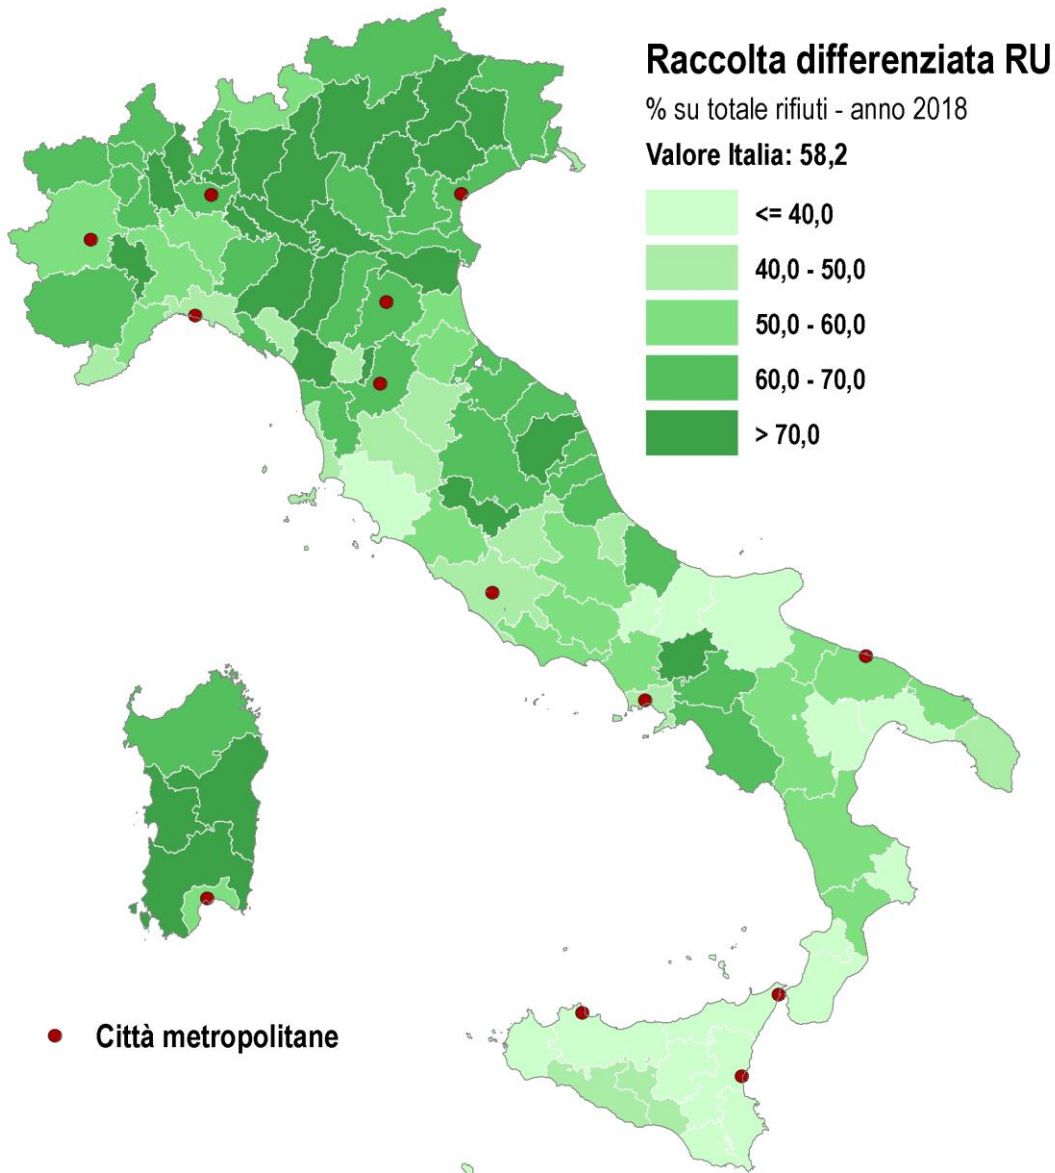 Raccolta differenziata RU
% su totale rifiuti - anno 2018
Valore Italia: 58,2
<= 40,0
40,0 - 50,0
50,0 - 60,0
60,0 - 70,0
> 70,0
Città metropolitane